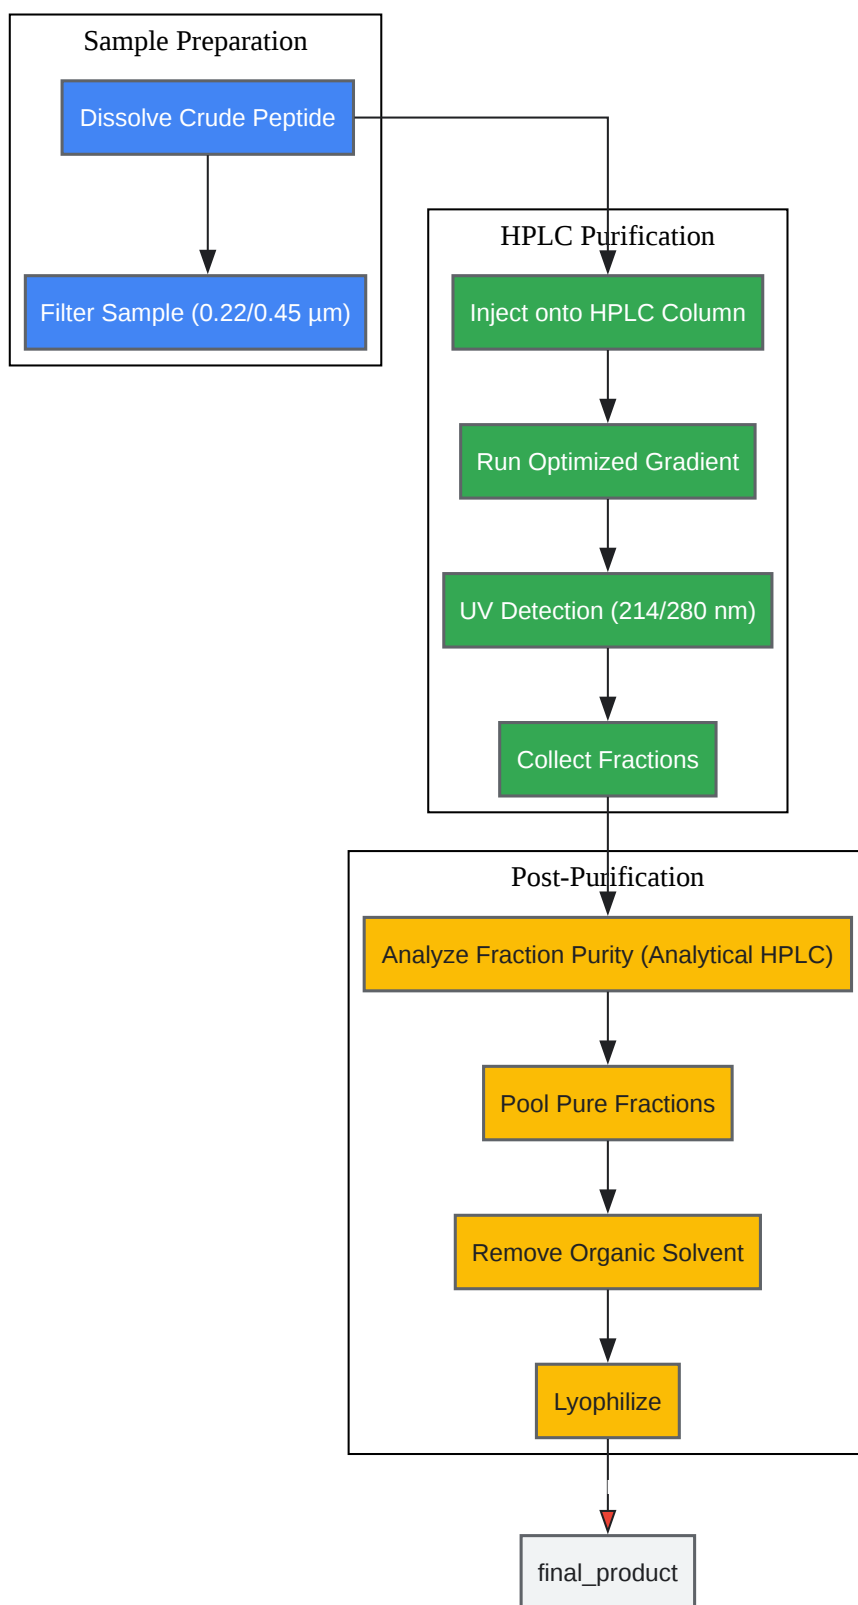 Sample Preparation
Dissolve Crude Peptide
Filter Sample (0.22/0.45 µm)
HPLC Purification
Inject onto HPLC Column
Run Optimized Gradient
UV Detection (214/280 nm)
Collect Fractions
Post-Purification
Analyze Fraction Purity (Analytical HPLC)
Pool Pure Fractions
Remove Organic Solvent
Lyophilize
final_product